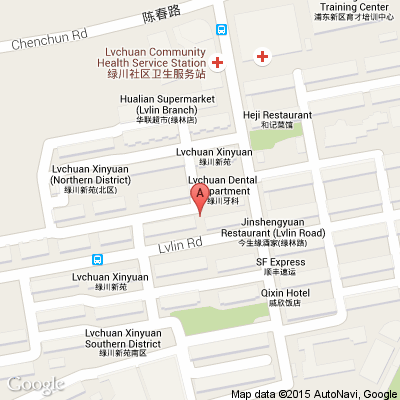 陈春路
Chenchun Rd
Training Center
浦东新区育才培训中心
Lvchuan Community
Health Service Station
绿川社区卫生服务站
Hualian Supermarket
(Lvlin Branch)
华联超市(绿林店)
Heji Restaurant
和记菜馆
Lvchuan Xinyuan
绿川新苑
Lvchuan Xinyuan
(Northern District)
绿川新苑(北区)
Lvchuan Dental
Department
绿川牙科
A
Jinshengyuan
Restaurant (Lvlin Road)
今生缘酒家(绿林路)
Lvlin Rd
SF Express
顺丰速运
Lvchuan Xinyuan
绿川新苑
Qixin Hotel
戚欣饭店
Lvchuan Xinyuan
Southern District
绿川新苑南区
Google
Map data ©2015 AutoNavi, Google